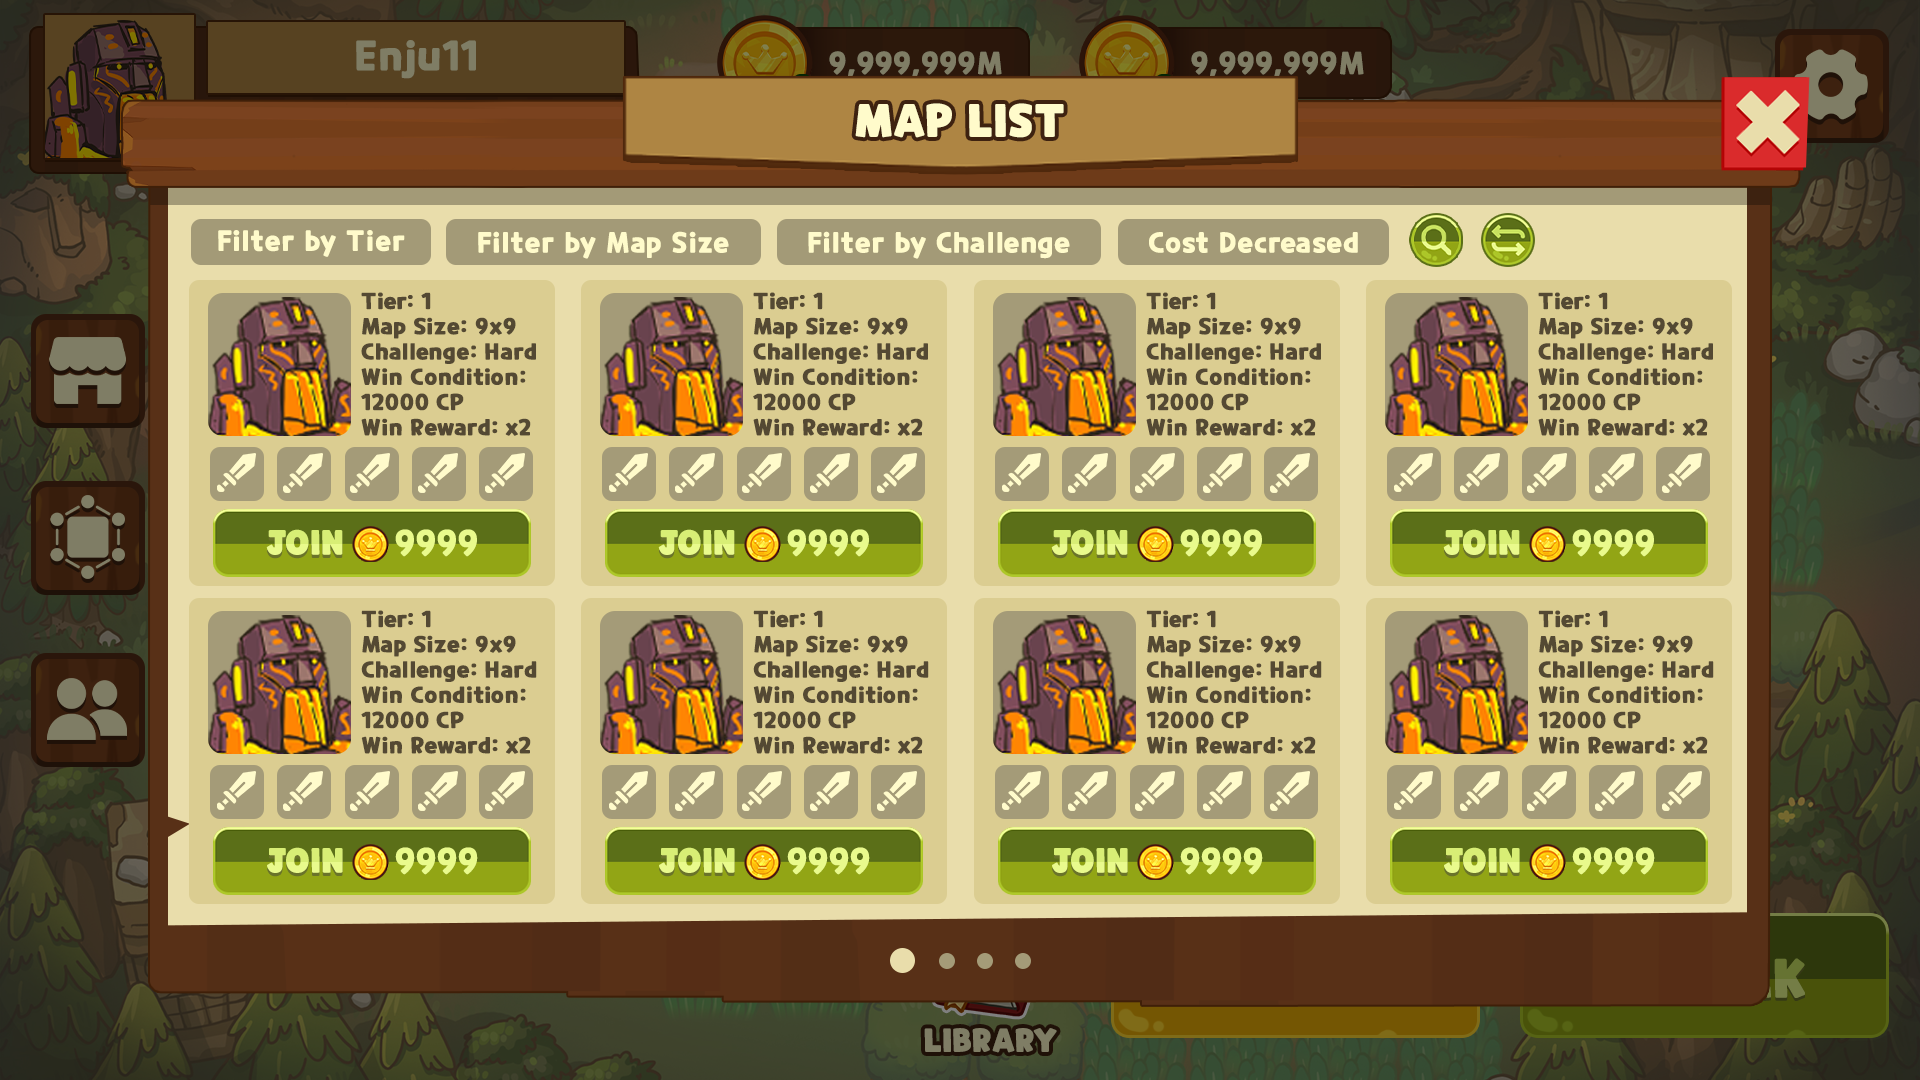 Enju11
9,999,999M
9,999,999M
MAP LIST
Filter by Tier
Filter by Map Size
Filter by Challenge
Cost Decreased
Tier: 1
Map Size: 9x9
Challenge: Hard
Win Condition:
12000 CP
Win Reward: x2
JOIN 9999
Tier: 1
Map Size: 9x9
Challenge: Hard
Win Condition:
12000 CP
Win Reward: x2
JOIN 9999
Tier: 1
Map Size: 9x9
Challenge: Hard
Win Condition:
12000 CP
Win Reward: x2
JOIN 9999
Tier: 1
Map Size: 9x9
Challenge: Hard
Win Condition:
12000 CP
Win Reward: x2
JOIN 9999
Tier: 1
Map Size: 9x9
Challenge: Hard
Win Condition:
12000 CP
Win Reward: x2
JOIN 9999
Tier: 1
Map Size: 9x9
Challenge: Hard
Win Condition:
12000 CP
Win Reward: x2
JOIN 9999
Tier: 1
Map Size: 9x9
Challenge: Hard
Win Condition:
12000 CP
Win Reward: x2
JOIN 9999
Tier: 1
Map Size: 9x9
Challenge: Hard
Win Condition:
12000 CP
Win Reward: x2
JOIN 9999
LIBRARY